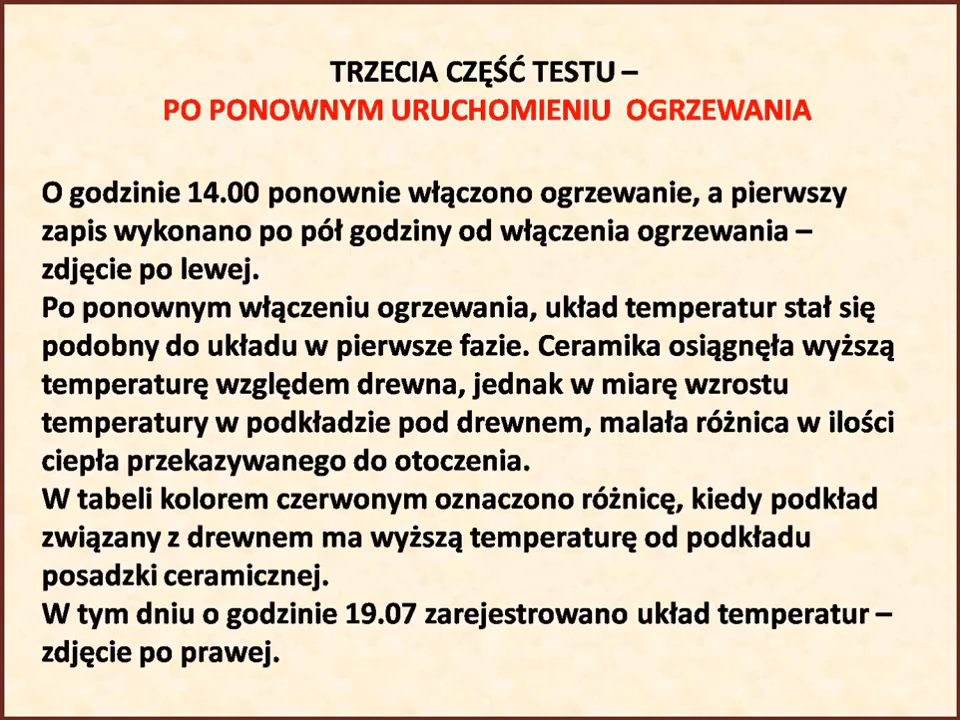 TRZECIA CZĘŚĆ TESTU –
PO PONOWNYM URUCHOMIENIU OGRZEWANIA
O godzinie 14.00 ponownie włączono ogrzewanie, a pierwszy
zapis wykonano po pół godziny od włączenia ogrzewania –
zdjęcie po lewej.
Po ponownym włączeniu ogrzewania, układ temperatur stał się
podobny do układu w pierwsze fazie. Ceramika osiągnęła wyższą
temperaturę względem drewna, jednak w miarę wzrostu
temperatury w podkładzie pod drewnem, malała różnica w ilości
ciepła przekazywanego do otoczenia.
W tabeli kolorem czerwonym oznaczono różnicę, kiedy podkład
związany z drewnem ma wyższą temperaturę od podkładu
posadzki ceramicznej.
W tym dniu o godzinie 19.07 zarejestrowano układ temperatur –
zdjęcie po prawej.